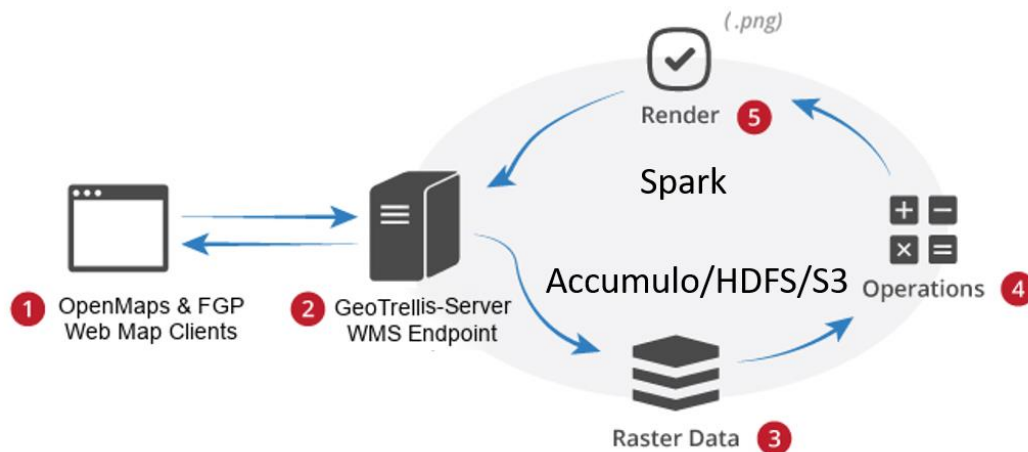 (.png)
Render 5
Spark
1 OpenMaps & FGP
Web Map Clients
2 GeoTrellis-Server
WMS Endpoint
Accumulo/HDFS/S3
+ −
× =
Operations 4
Raster Data 3